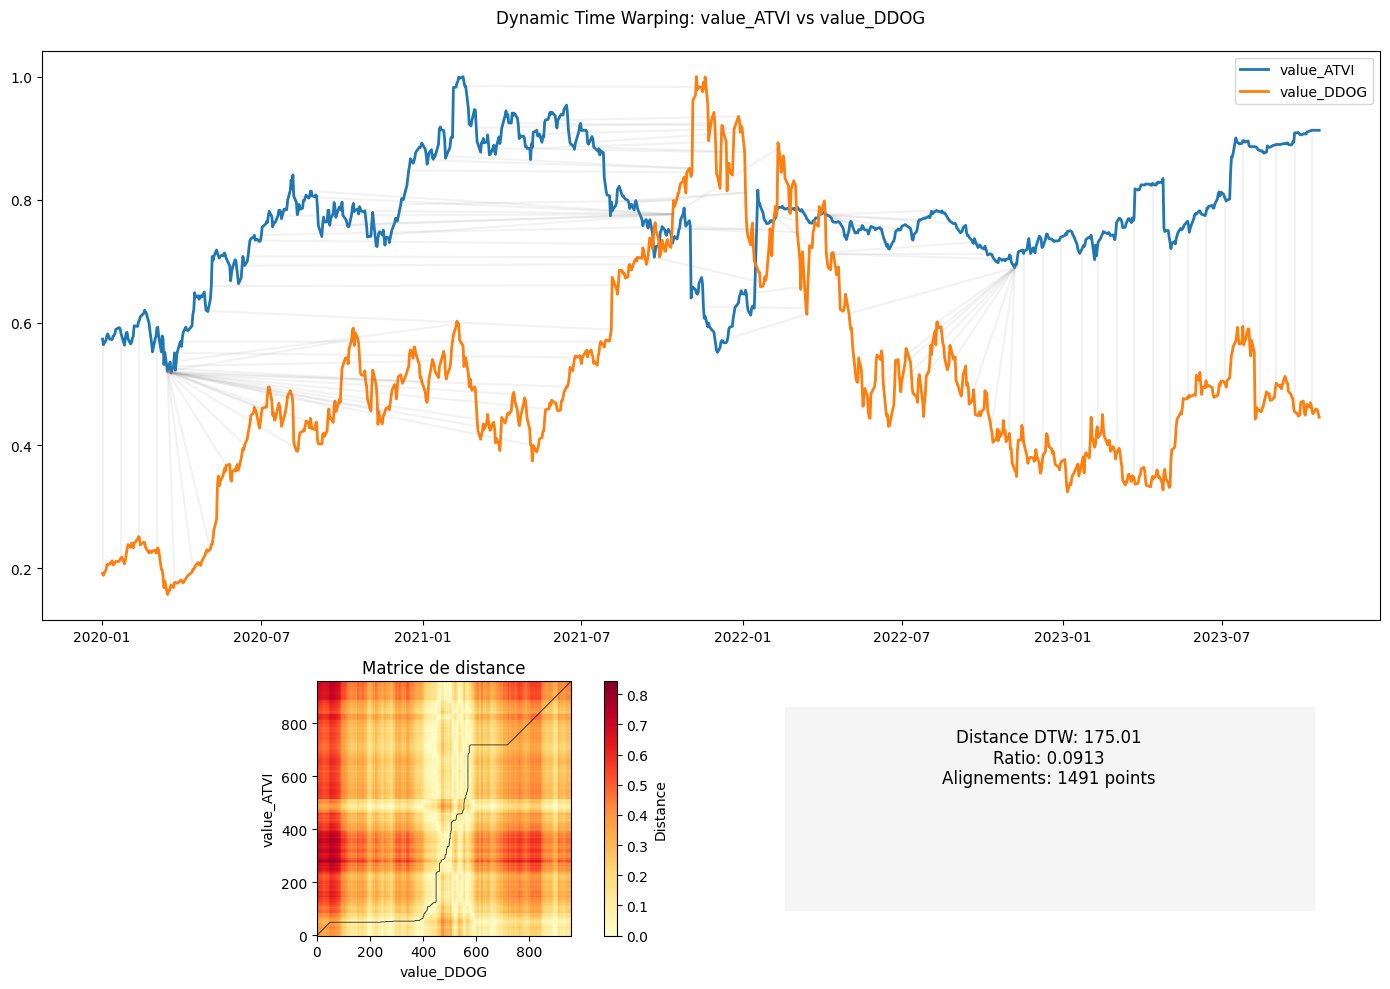 Dynamic Time Warping: value_ATVI vs value_DDOG
value_ATVI
value_DDOG
1.0
0.8
0.6
0.4
0.2
2020-01 2020-07 2021-01 2021-07 2022-01 2022-07 2023-01 2023-07
Matrice de distance
value_ATVI
800
600
400
200
0
0 200 400 600 800
value_DDOG
0.8
0.7
0.6
0.5
0.4
0.3
0.2
0.1
0.0
Distance
Distance DTW: 175.01
Ratio: 0.0913
Alignements: 1491 points